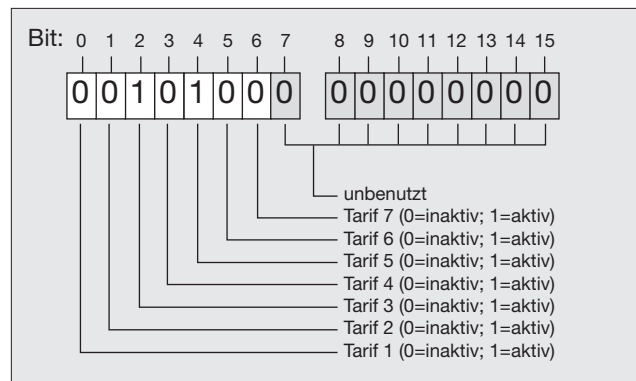 Bit: 0 1 2 3 4 5 6 7 8 9 10 11 12 13 14 15
0 0 1 0 1 0 0 0 0 0 0 0 0 0 0 0
unbenutzt
Tarif 7 (0=inaktiv; 1=aktiv)
Tarif 6 (0=inaktiv; 1=aktiv)
Tarif 5 (0=inaktiv; 1=aktiv)
Tarif 4 (0=inaktiv; 1=aktiv)
Tarif 3 (0=inaktiv; 1=aktiv)
Tarif 2 (0=inaktiv; 1=aktiv)
Tarif 1 (0=inaktiv; 1=aktiv)